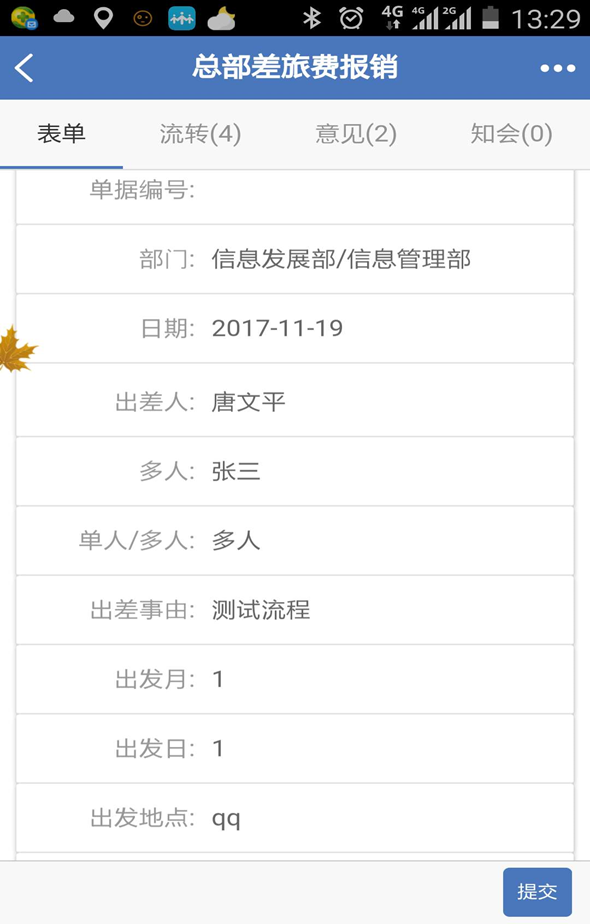 4G 4G 2G 13:29
总部差旅费报销
表单 流转(4) 意见(2) 知会(0)
单据编号:
部门: 信息发展部/信息管理部
日期: 2017-11-19
出差人: 唐文平
多人: 张三
单人/多人: 多人
出差事由: 测试流程
出发月: 1
出发日: 1
出发地点: qq
提交